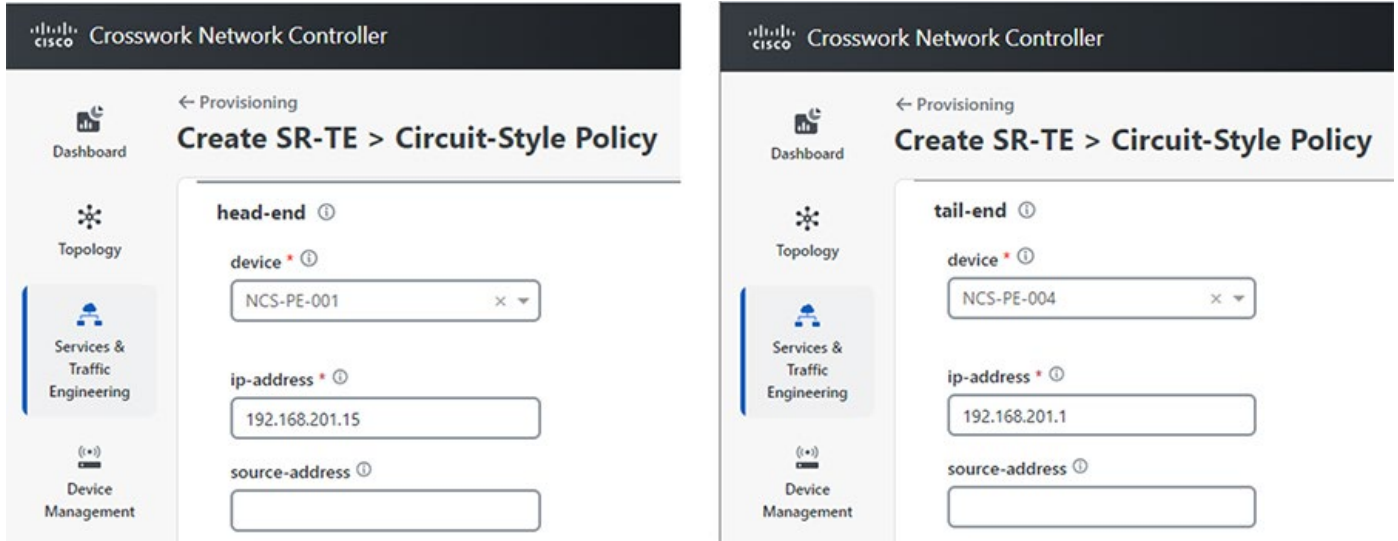 cisco Crosswork Network Controller
← Provisioning
Create SR-TE > Circuit-Style Policy
Dashboard
Topology
Services &
Traffic
Engineering
Device
Management
head-end
device *
NCS-PE-001
ip-address *
192.168.201.15
source-address
cisco Crosswork Network Controller
← Provisioning
Create SR-TE > Circuit-Style Policy
Dashboard
Topology
Services &
Traffic
Engineering
Device
Management
tail-end
device *
NCS-PE-004
ip-address *
192.168.201.1
source-address